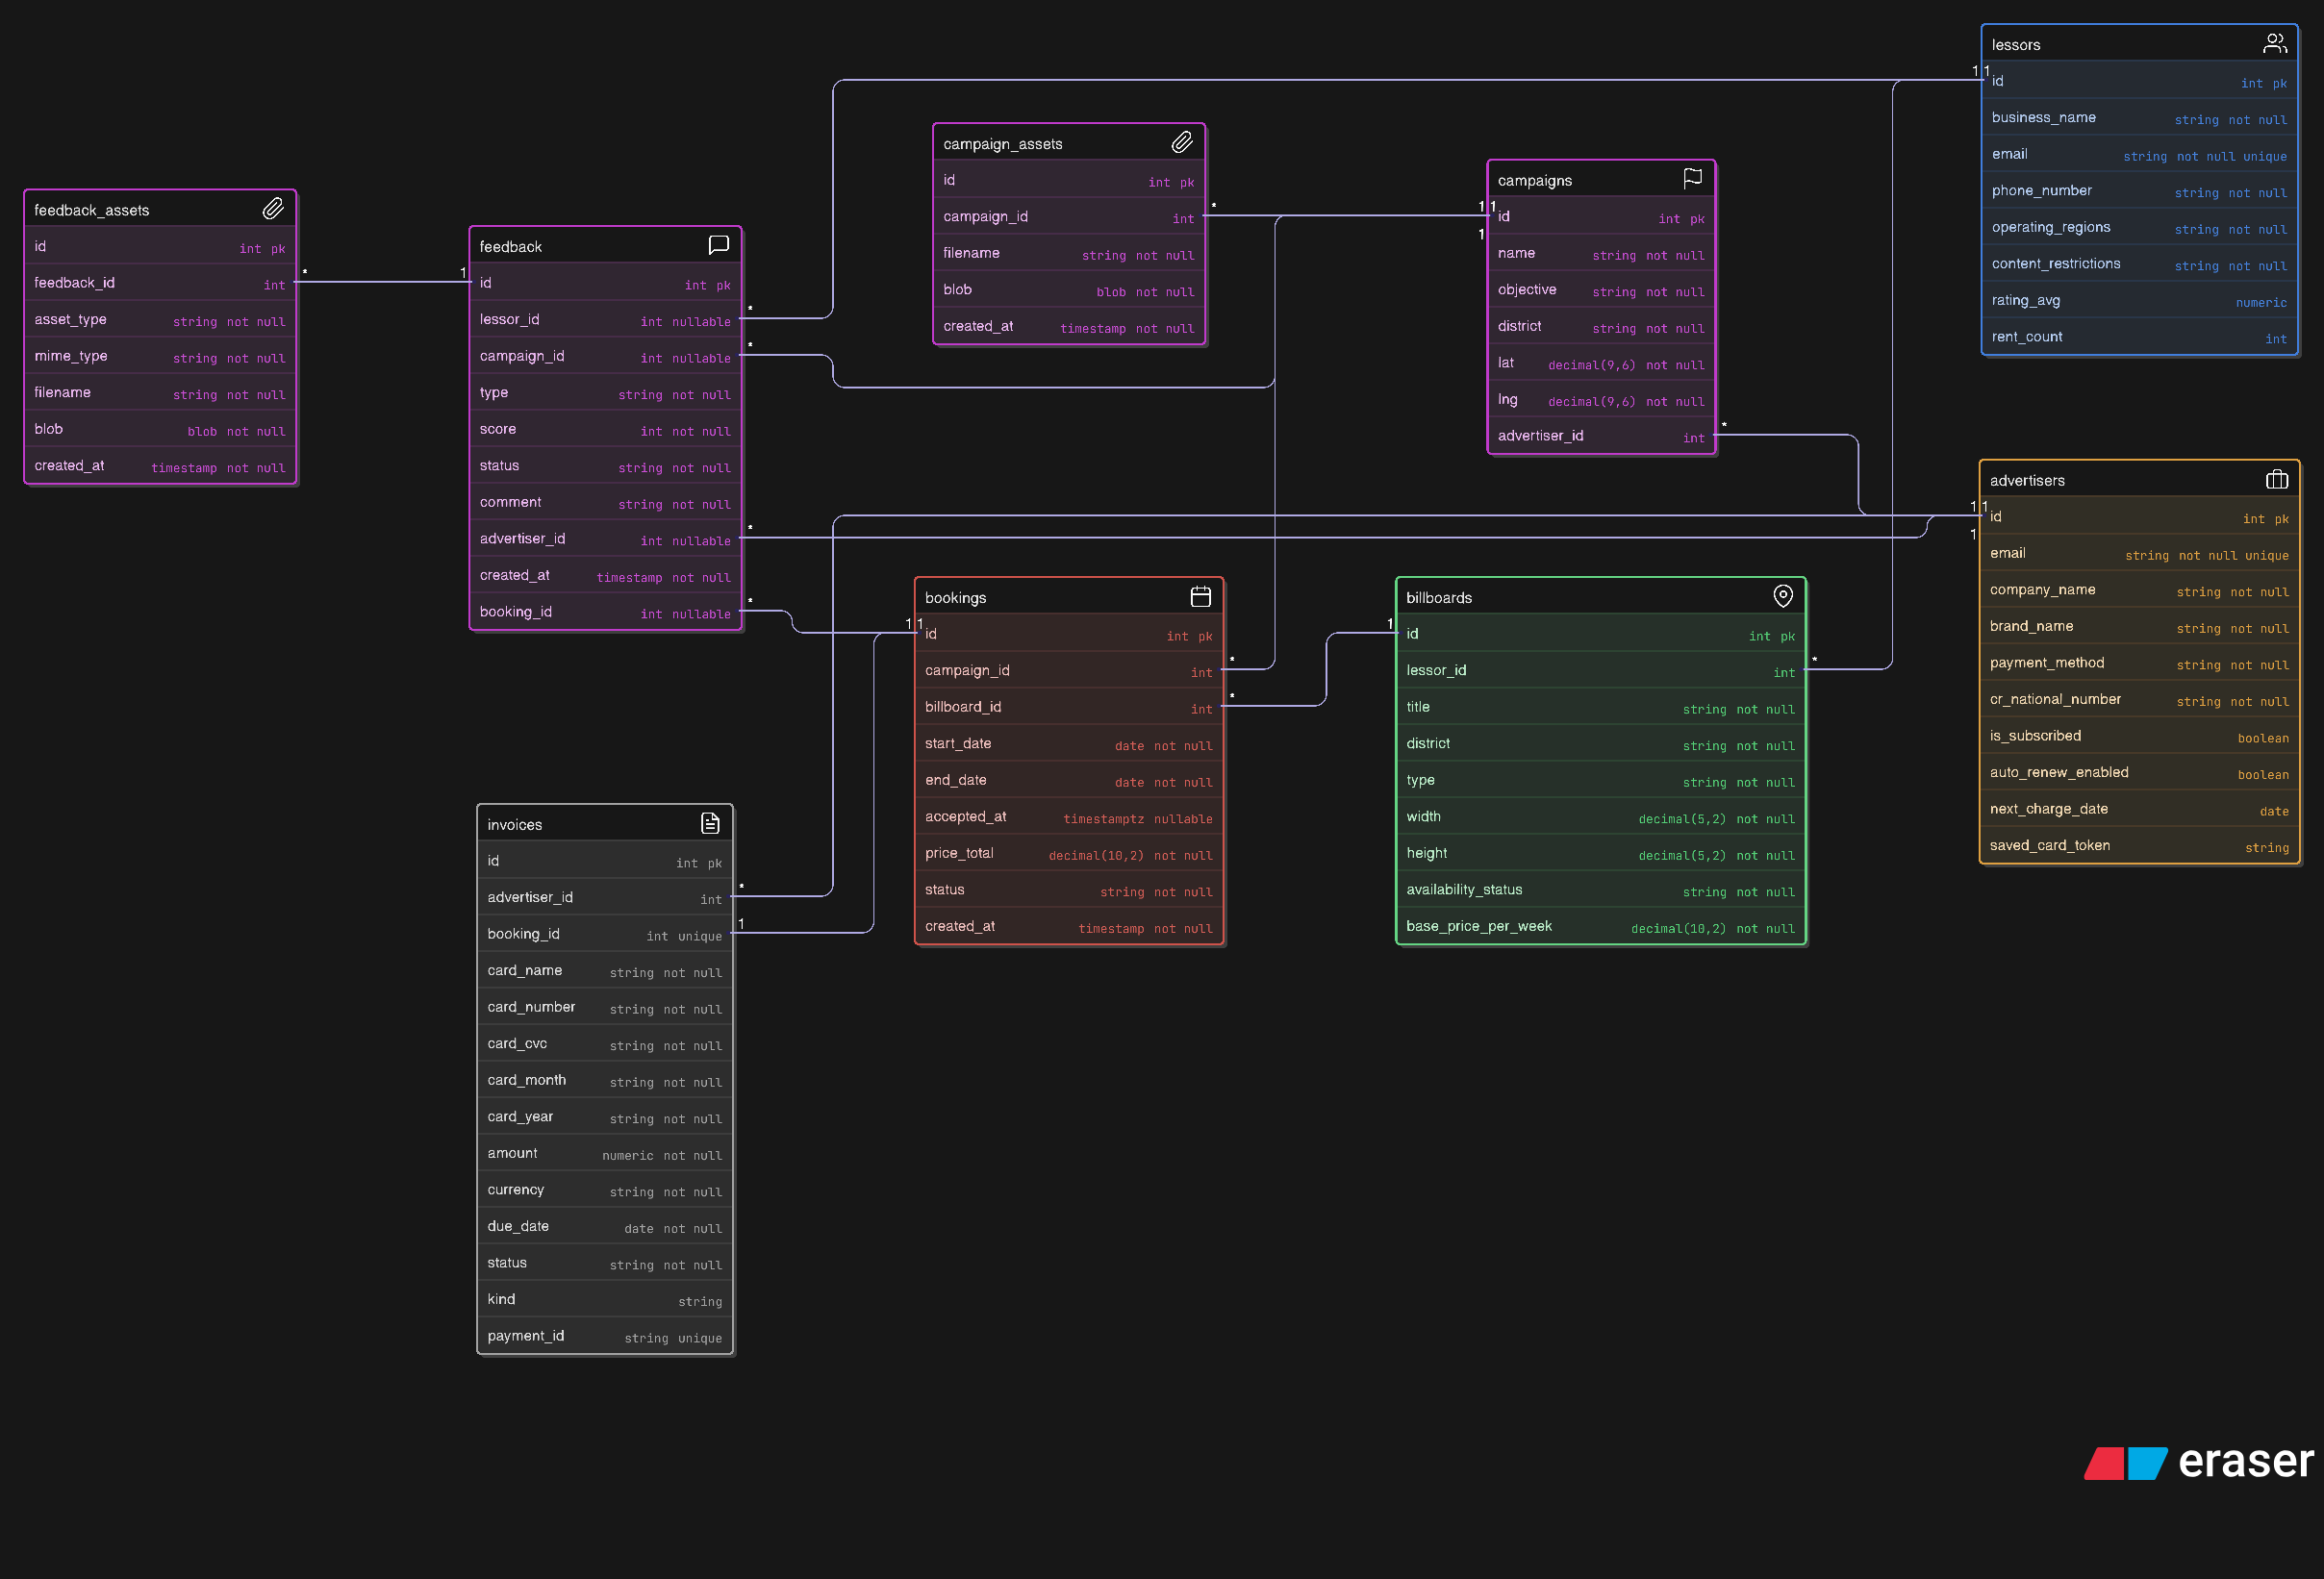 lessors
id int pk
business_name string not null
email string not null unique
phone_number string not null
operating_regions string not null
content_restrictions string not null
rating_avg numeric
rent_count int
campaign_assets
id int pk
campaign_id int
filename string not null
blob blob not null
created_at timestamp not null
campaigns
id int pk
name string not null
objective string not null
district string not null
lat decimal(9,6) not null
lng decimal(9,6) not null
advertiser_id int
feedback_assets
id int pk
feedback_id int
asset_type string not null
mime_type string not null
filename string not null
blob blob not null
created_at timestamp not null
feedback
id int pk
lessor_id int nullable
campaign_id int nullable
type string not null
score int not null
status string not null
comment string not null
advertiser_id int nullable
created_at timestamp not null
booking_id int nullable
advertisers
id int pk
email string not null unique
company_name string not null
brand_name string not null
payment_method string not null
cr_national_number string not null
is_subscribed boolean
auto_renew_enabled boolean
next_charge_date date
saved_card_token string
bookings
id int pk
campaign_id int
billboard_id int
start_date date not null
end_date date not null
accepted_at timestamptz nullable
price_total decimal(10,2) not null
status string not null
created_at timestamp not null
billboards
id int pk
lessor_id int
title string not null
district string not null
type string not null
width decimal(5,2) not null
height decimal(5,2) not null
availability_status string not null
base_price_per_week decimal(10,2) not null
invoices
id int pk
advertiser_id int
booking_id int unique
card_name string not null
card_number string not null
card_cvc string not null
card_month string not null
card_year string not null
amount numeric not null
currency string not null
due_date date not null
status string not null
kind string
payment_id string unique
* 1
* 1
* 1
* 1
* 1
* 1
* 1
* 1
* 1
* 1
* 1
1 1
eraser